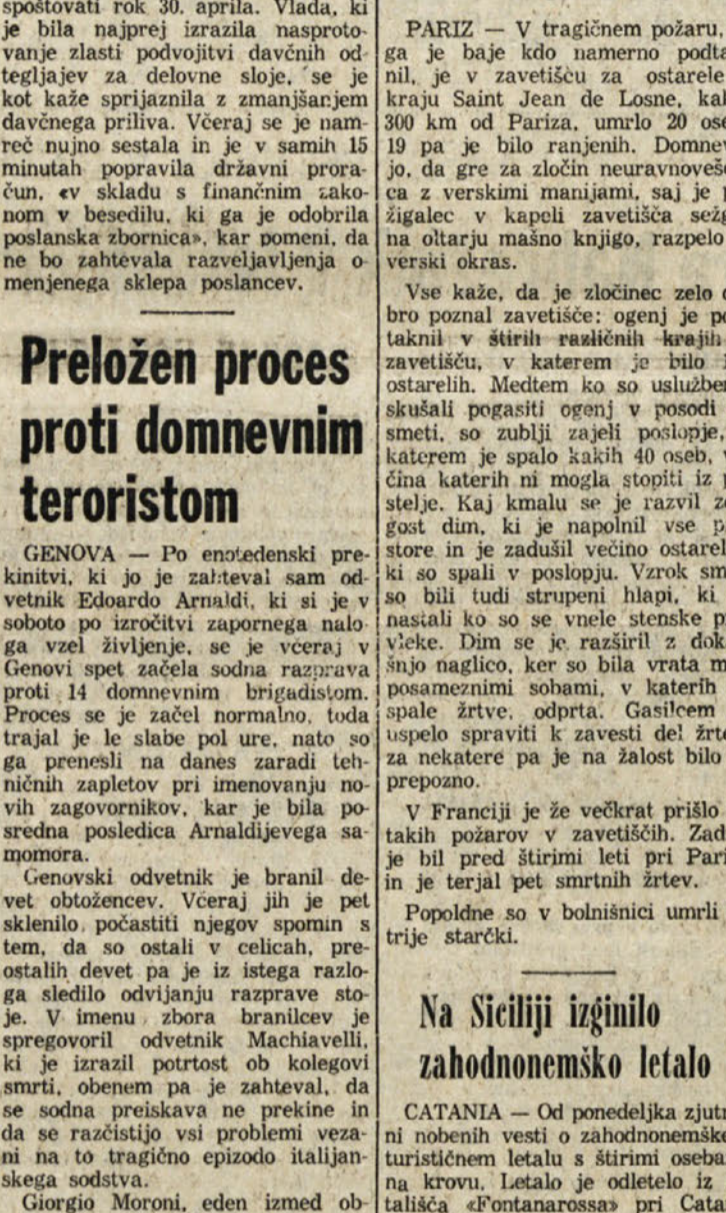 spoštovati rok 30. aprila. Vlada, ki
je bila najprej izrazila nasproto-
vanje zlasti podvojitvi davčnih od-
tegljajev za delovne sloje, se je
kot kaže sprijaznila z zmanjšanjem
davčnega priliva. Včeraj se je nam-
reč nujno sestala in je v samih 15
minutah popravila državni prora-
čun, «v skladu s finančnim zako-
nom v besedilu, ki ga je odobrila
poslanska zbornica», kar pomeni, da
ne bo zahtevala razveljavljenja o-
menjenega sklepa poslancev.
Preložen proces
proti domnevnim
teroristom
GENOVA — Po enotedenski pre-
kinitvi, ki jo je zahteval sam od-
vetnik Edoardo Arnaldi, ki si je v
soboto po izročitvi zapornega nalo-
ga vzel življenje, se je včeraj v
Genovi spet začela sodna razprava
proti 14 domnevnim brigadistom.
Proces se je začel normalno, toda
trajal je le slabe pol ure, nato so
ga prenesli na danes zaradi teh-
ničnih zapletov pri imenovanju no-
vih zagovornikov, kar je bila po-
sredna posledica Arnaldijevega sa-
momora.
Genovski odvetnik je branil de-
vet obtožencev. Včeraj jih je pet
sklenilo počastiti njegov spomin s
tem, da so ostali v celicah, pre-
ostalih devet pa je iz istega razlo-
ga sledilo odvijanju razprave sto-
je. V imenu zbora branilcev je
spregovoril odvetnik Machiavelli,
ki je izrazil potrtost ob kolegovi
smrti, obenem pa je zahteval, da
se sodna preiskava ne prekine in
da se razčistijo vsi problemi veza-
ni na to tragično epizodo italijan-
skega sodstva.
Giorgio Moroni, eden izmed ob-
PARIZ — V tragičnem požaru,
ga je baje kdo namerno podta
nil, je v zavetišču za ostarele
kraju Saint Jean de Losne, kak
300 km od Pariza, umrlo 20 ose
19 pa je bilo ranjenih. Domnev
jo, da gre za zločin neuravnoveše
ca z verskimi manijami, saj je p
žigalec v kapeli zavetišča sežg
na oltarju mašno knjigo, razpelo
verski okras.
Vse kaže, da je zločinec zelo d
bro poznal zavetišče: ogenj je po
taknil v štirih različnih krajih
zavetišču, v katerem je bilo
ostarelih. Medtem ko so uslužben
skušali pogasiti ogenj v posodi
smeti, so zublji zajeli poslopje,
katerem je spalo kakih 40 oseb, v
čina katerih ni mogla stopiti iz p
stelje. Kaj kmalu se je razvil ze
gost dim, ki je napolnil vse p
store in je zadušil večino ostarel
ki so spali v poslopju. Vzrok sm
so bili tudi strupeni hlapi, ki
nastali ko so se vnele stenske p
vleke. Dim se je razširil z dok
šnjo naglico, ker so bila vrata m
posameznimi sobami, v katerih
spale žrtve, odprta. Gasilcem
uspelo spraviti k zavesti del žrte
za nekatere pa je na žalost bilo
prepozno.
V Franciji je že večkrat prišlo
takih požarov v zavetiščih. Zad
je bil pred štirimi leti pri Pari
in je terjal pet smrtnih žrtev.
Popoldne so v bolnišnici umrli
trije starčki.
Na Siciliji izginilo
zahodnonemško letalo
CATANIA — Od ponedeljka zjutr
ni nobenih vesti o zahodnonemške
turističnem letalu s štirimi oseba
na krovu. Letalo je odletelo iz
tališča «Fontanarossa» pri Cata